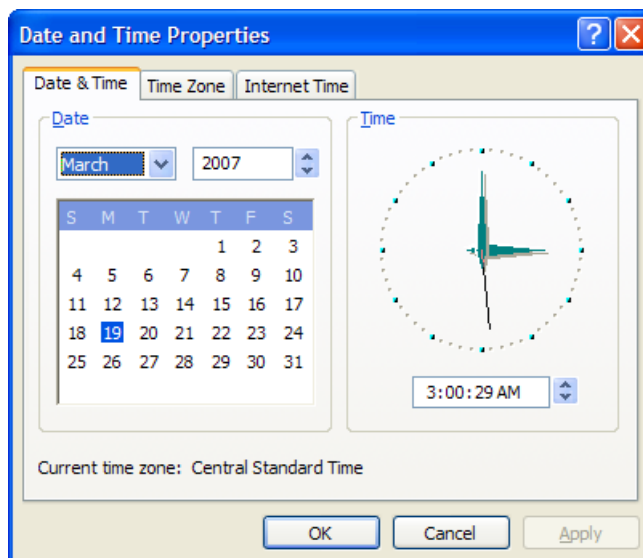 Date and Time Properties
Date & Time Time Zone Internet Time
Date
March 2007
S M T W T F S
1 2 3
4 5 6 7 8 9 10
11 12 13 14 15 16 17
18 19 20 21 22 23 24
25 26 27 28 29 30 31
Time
3:00:29 AM
Current time zone: Central Standard Time
OK Cancel Apply